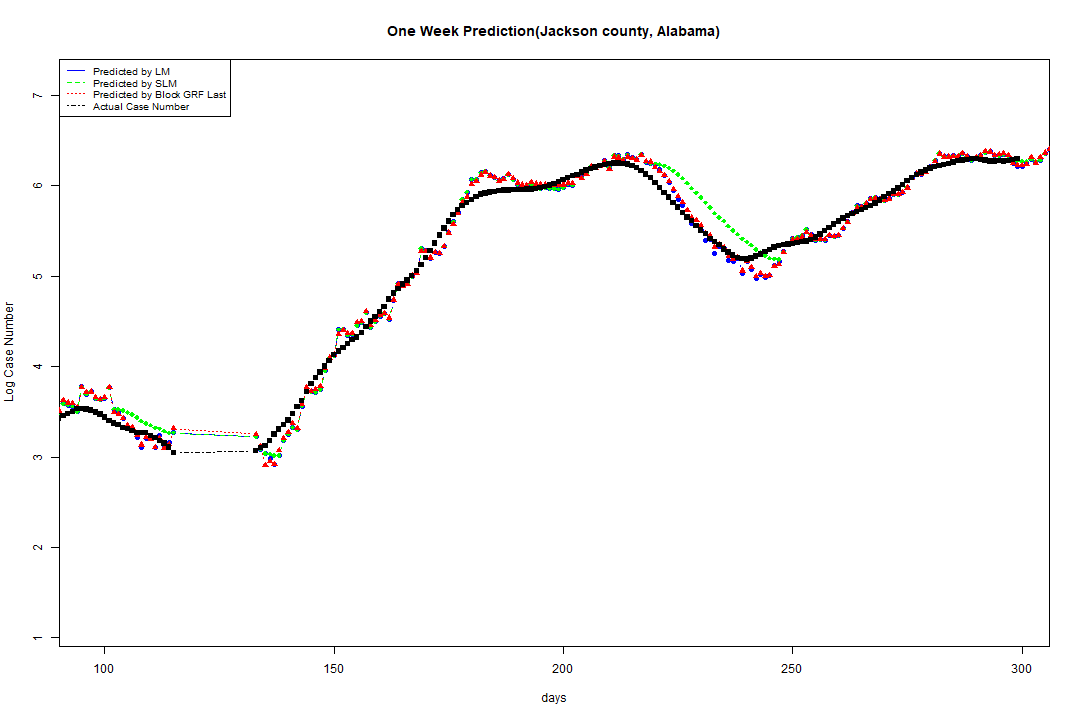 One Week Prediction(Jackson county, Alabama)
Predicted by LM
Predicted by SLM
Predicted by Block GRF Last
Actual Case Number
7
6
5
4
3
2
1
Log Case Number
100 150 200 250 300
days